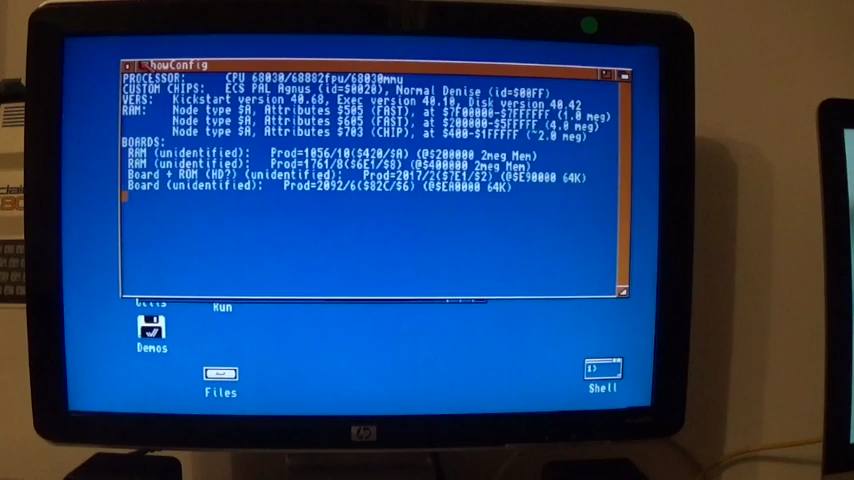 ShowConfig
PROCESSOR: CPU 68030/68882fpu/68030mmu
CUSTOM CHIPS: ECS PAL Agnus (id=$0020), Normal Denise (id=$00FF)
VERS: Kickstart version 40.68, Exec version 40.10, Disk version 40.42
RAM: Node type $A, Attributes $505 (FAST), at $7F00000-$7FFFFFF (1.0 meg)
Node type $A, Attributes $605 (FAST), at $200000-$5FFFFF (4.0 meg)
Node type $A, Attributes $703 (CHIP), at $400-$1FFFFF (~2.0 meg)
BOARDS:
RAM (unidentified): Prod=1056/10($420/$A) (@$200000 2meg Mem)
RAM (unidentified): Prod=1761/8($6E1/$8) (@$400000 2meg Mem)
Board + ROM (HD?) (unidentified): Prod=2017/2($7E1/$2) (@$E90000 64K)
Board (unidentified): Prod=2092/6($82C/$6) (@$EA0000 64K)
Run
Demos
Files
1>
Shell
hp